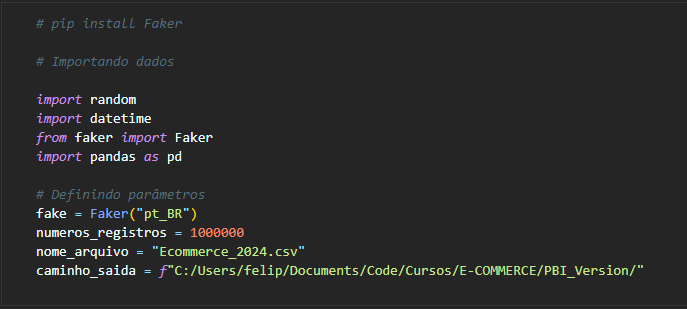 # pip install Faker
# Importando dados
import random
import datetime
from faker import Faker
import pandas as pd
# Definindo parâmetros
fake = Faker("pt_BR")
numeros_registros = 1000000
nome_arquivo = "Ecommerce_2024.csv"
caminho_saida = f"C:/Users/felip/Documents/Code/Cursos/E-COMMERCE/PBI_Version/"